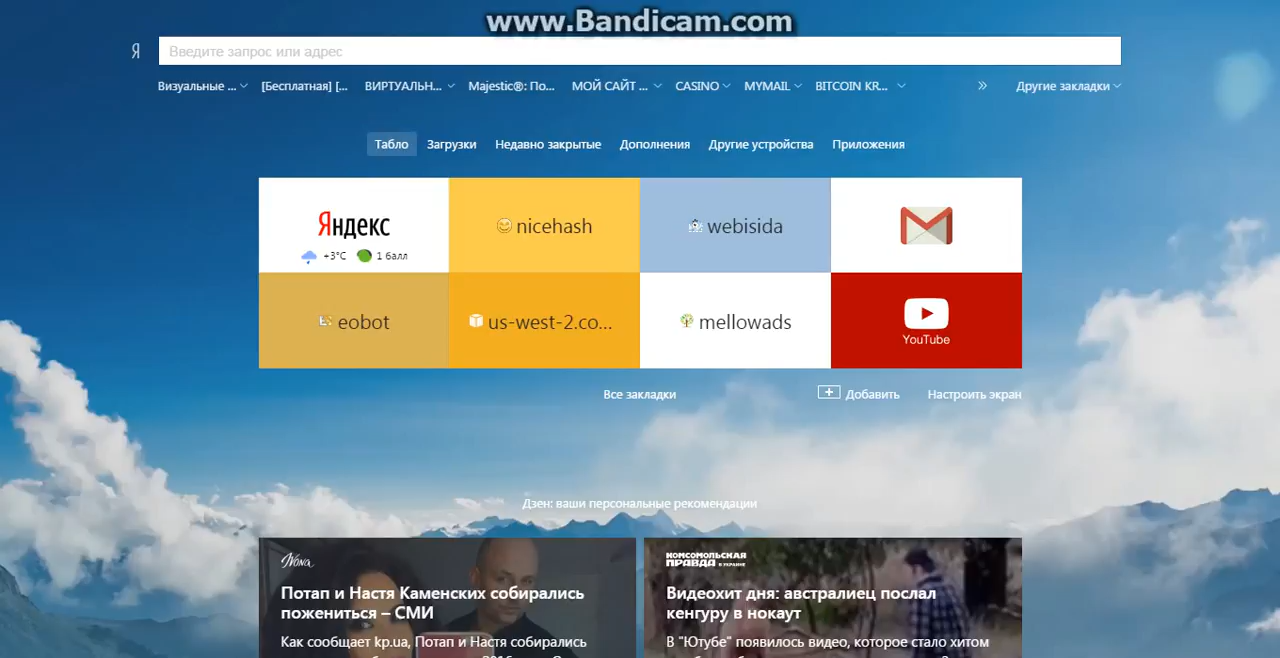 www.Bandicam.com
Я Введите запрос или адрес
Визуальные ... [Бесплатная] [... ВИРТУАЛЬН... Majestic®: По... МОЙ САЙТ ... CASINO MYMAIL BITCOIN KR... » Другие закладки
Табло Загрузки Недавно закрытые Дополнения Другие устройства Приложения
Яндекс
+3°C 1 балл
nicehash
webisida
eobot
us-west-2.co...
mellowads
YouTube
Все закладки Добавить Настроить экран
Дзен: ваши персональные рекомендации
Потап и Настя Каменских собирались
пожениться – СМИ
Как сообщает kp.ua, Потап и Настя собирались
КОМСОМОЛЬСКАЯ
ПРАВДА В УКРАИНЕ
Видеохит дня: австралиец послал
кенгуру в нокаут
В "Ютубе" появилось видео, которое стало хитом